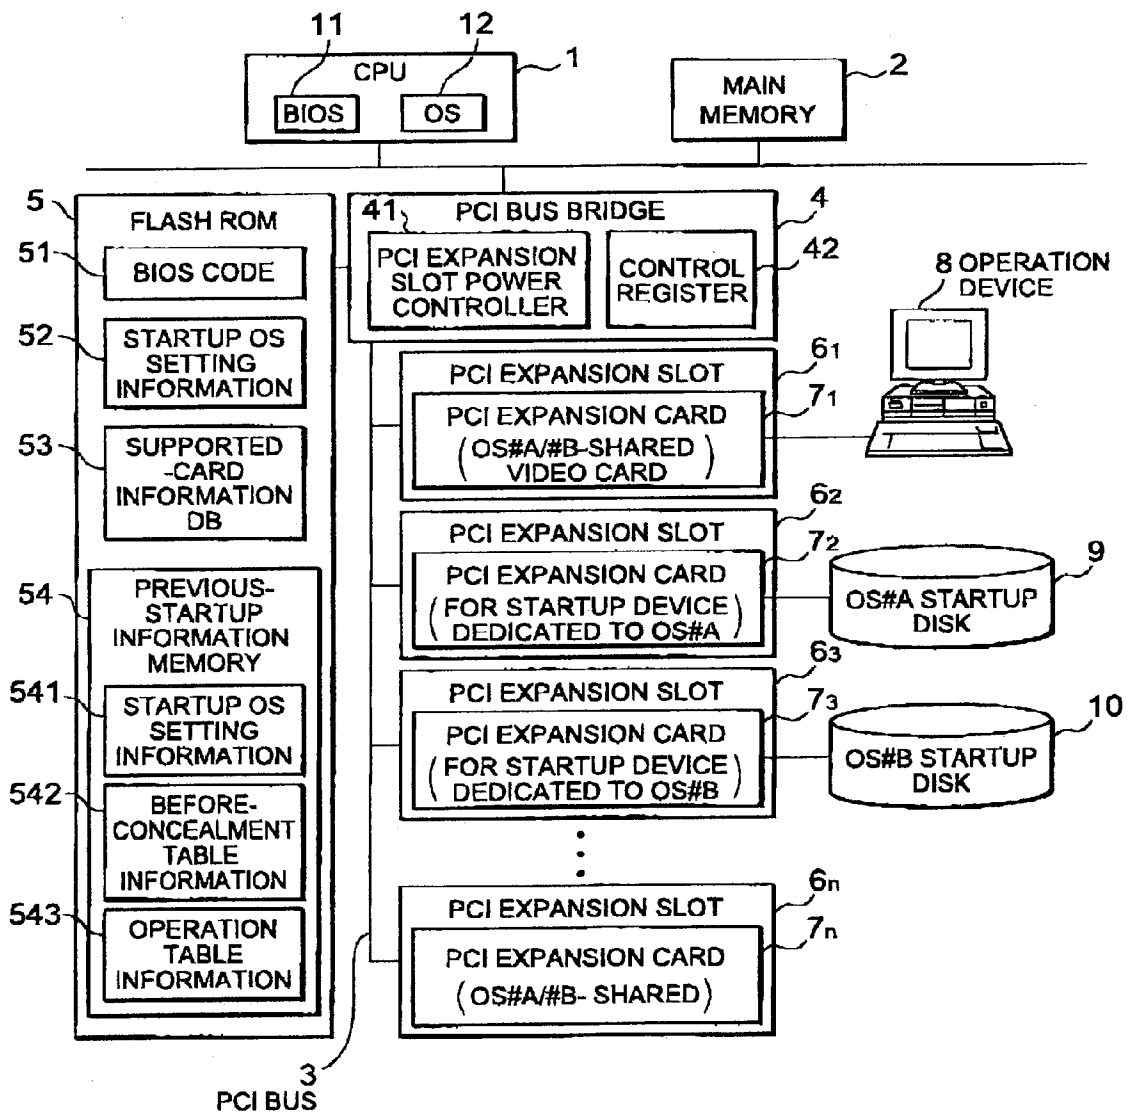 11
12
1
2
CPU
BIOS
OS
MAIN
MEMORY
5
FLASH ROM
51
BIOS CODE
52
STARTUP OS
SETTING
INFORMATION
53
SUPPORTED
-CARD
INFORMATION
DB
54
PREVIOUS-
STARTUP
INFORMATION
MEMORY
541
STARTUP OS
SETTING
INFORMATION
542
BEFORE-
CONCEALMENT
TABLE
INFORMATION
543
OPERATION
TABLE
INFORMATION
PCI BUS BRIDGE
4
41
PCI EXPANSION
SLOT POWER
CONTROLLER
CONTROL
REGISTER
42
8 OPERATION
DEVICE
PCI EXPANSION SLOT
61
PCI EXPANSION CARD
71
(OS#A/#B-SHARED
VIDEO CARD)
PCI EXPANSION SLOT
62
PCI EXPANSION CARD
72
(FOR STARTUP DEVICE
DEDICATED TO OS#A)
9
OS#A STARTUP
DISK
PCI EXPANSION SLOT
63
PCI EXPANSION CARD
73
(FOR STARTUP DEVICE
DEDICATED TO OS#B)
10
OS#B STARTUP
DISK
PCI EXPANSION SLOT
6n
PCI EXPANSION CARD
7n
(OS#A/#B- SHARED)
3
PCI BUS